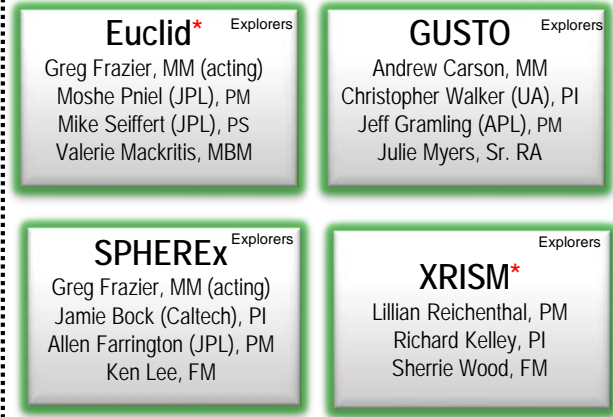 Euclid* Explorers
Greg Frazier, MM (acting)
Moshe Pniel (JPL), PM
Mike Seiffert (JPL), PS
Valerie Mackritis, MBM
GUSTO Explorers
Andrew Carson, MM
Christopher Walker (UA), PI
Jeff Gramling (APL), PM
Julie Myers, Sr. RA
SPHEREx Explorers
Greg Frazier, MM (acting)
Jamie Bock (Caltech), PI
Allen Farrington (JPL), PM
Ken Lee, FM
Explorers
XRISM*
Lillian Reichenthal, PM
Richard Kelley, PI
Sherrie Wood, FM